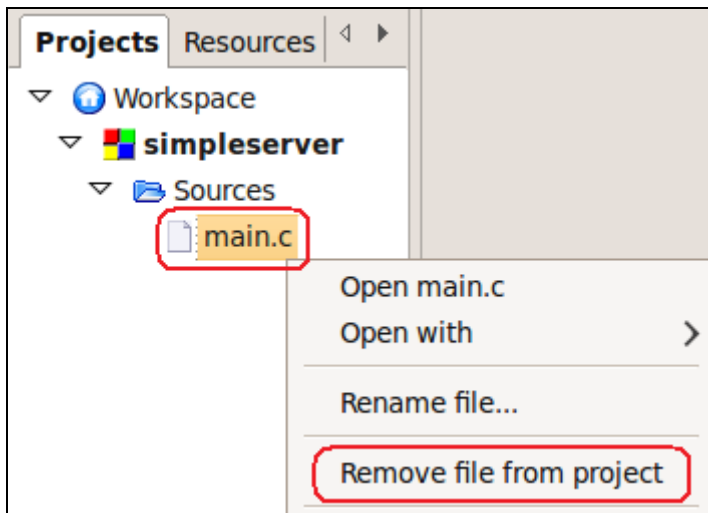 Projects Resources
Workspace
simpleserver
Sources
main.c
Open main.c
Open with
Rename file...
Remove file from project